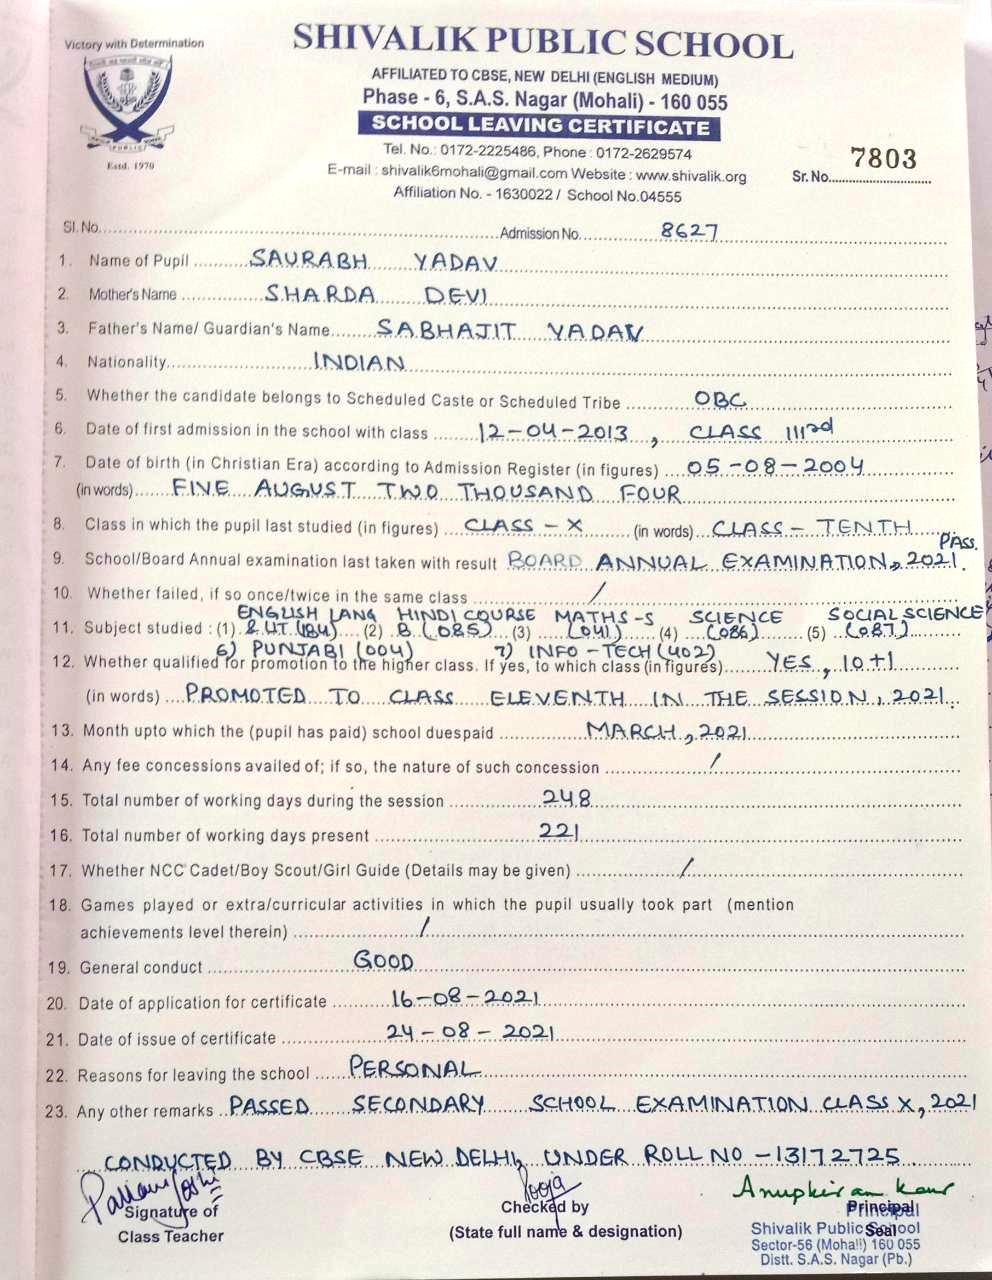 Victory with Determination
SHIVALIK PUBLIC SCHOOL
AFFILIATED TO CBSE, NEW DELHI (ENGLISH MEDIUM)
Phase - 6, S.A.S. Nagar (Mohali) - 160 055
SCHOOL LEAVING CERTIFICATE
Tel. No.: 0172-2225486, Phone : 0172-2629574
E-mail : shivalik6mohali@gmail.com Website : www.shivalik.org
Affiliation No. - 1630022 / School No.04555
PUBLIC
Estd. 1970
Sr. No. 7803
Sl. No. Admission No. 8627
1. Name of Pupil SAURABH YADAV
2. Mother's Name SHARDA DEVI
3. Father's Name/ Guardian's Name SABHAJIT YADAV
4. Nationality INDIAN
5. Whether the candidate belongs to Scheduled Caste or Scheduled Tribe OBC
6. Date of first admission in the school with class 12-04-2013, CLASS IIIrd
7. Date of birth (in Christian Era) according to Admission Register (in figures) 05-08-2004
(in words) FIVE AUGUST TWO THOUSAND FOUR
8. Class in which the pupil last studied (in figures) CLASS-X (in words) CLASS-TENTH
9. School/Board Annual examination last taken with result BOARD ANNUAL EXAMINATION, 2021. PASS.
10. Whether failed, if so once/twice in the same class /
11. Subject studied : (1) ENGLISH LANG & LIT (184) (2) HINDI COURSE B (085) (3) MATHS-S (041) (4) SCIENCE (086) (5) SOCIAL SCIENCE (087)
6) PUNJABI (004) 7) INFO-TECH (402)
12. Whether qualified for promotion to the higher class. If yes, to which class (in figures) YES, 10+1
(in words) PROMOTED TO CLASS ELEVENTH IN THE SESSION, 2021.
13. Month upto which the (pupil has paid) school duespaid MARCH, 2021
14. Any fee concessions availed of; if so, the nature of such concession /
15. Total number of working days during the session 248
16. Total number of working days present 221
17. Whether NCC Cadet/Boy Scout/Girl Guide (Details may be given) /
18. Games played or extra/curricular activities in which the pupil usually took part (mention
achievements level therein) /
19. General conduct GOOD
20. Date of application for certificate 16-08-2021
21. Date of issue of certificate 24-08-2021
22. Reasons for leaving the school PERSONAL
23. Any other remarks PASSED SECONDARY SCHOOL EXAMINATION CLASS X, 2021
CONDUCTED BY CBSE NEW DELHI, UNDER ROLL NO - 13172725.
Pooja
Anupkiran Kaur
Signature of
Class Teacher
Checked by
(State full name & designation)
Principal
Seal
Principal
Shivalik Public School
Sector-56 (Mohali) 160 055
Distt. S.A.S. Nagar (Pb.)